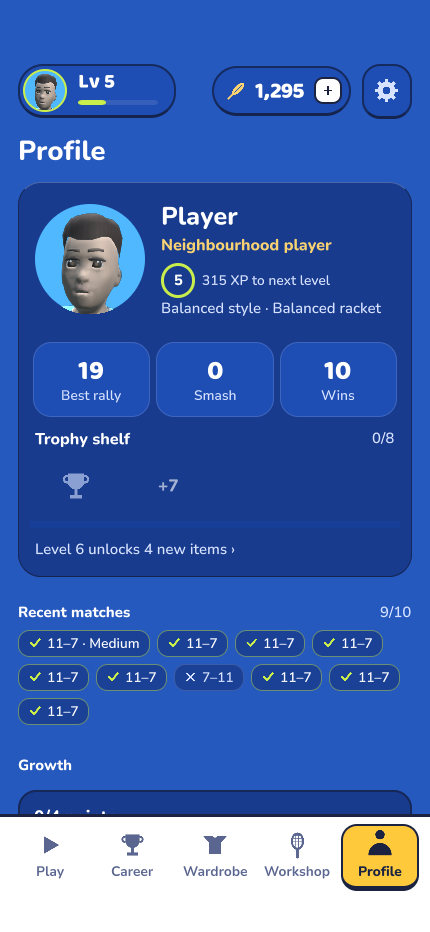 Lv 5
1,295
+
Profile
Player
Neighbourhood player
5 315 XP to next level
Balanced style · Balanced racket
19 0 10
Best rally Smash Wins
Trophy shelf 0/8
+7
Level 6 unlocks 4 new items ›
Recent matches 9/10
11–7 · Medium 11–7 11–7 11–7
11–7 11–7 7–11 11–7 11–7
11–7
Growth
Play Career Wardrobe Workshop Profile